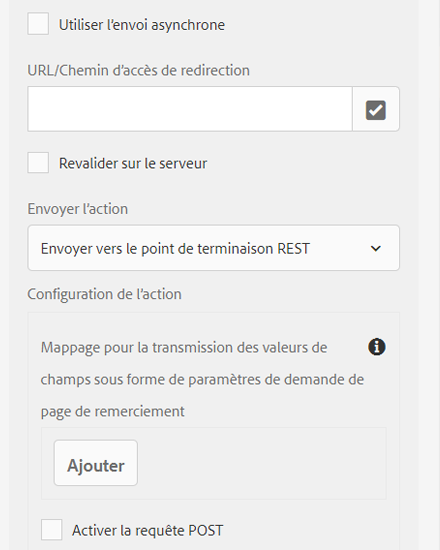 Utiliser l’envoi asynchrone
URL/Chemin d’accès de redirection
Revalider sur le serveur
Envoyer l’action
Envoyer vers le point de terminaison REST
Configuration de l’action
Mappage pour la transmission des valeurs de
champs sous forme de paramètres de demande de
page de remerciement
Ajouter
Activer la requête POST